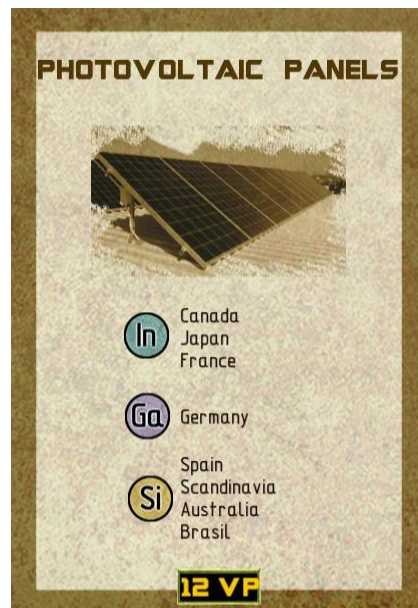 PHOTOVOLTAIC PANELS
In
Canada
Japan
France
Ga
Germany
Si
Spain
Scandinavia
Australia
Brasil
12 VP